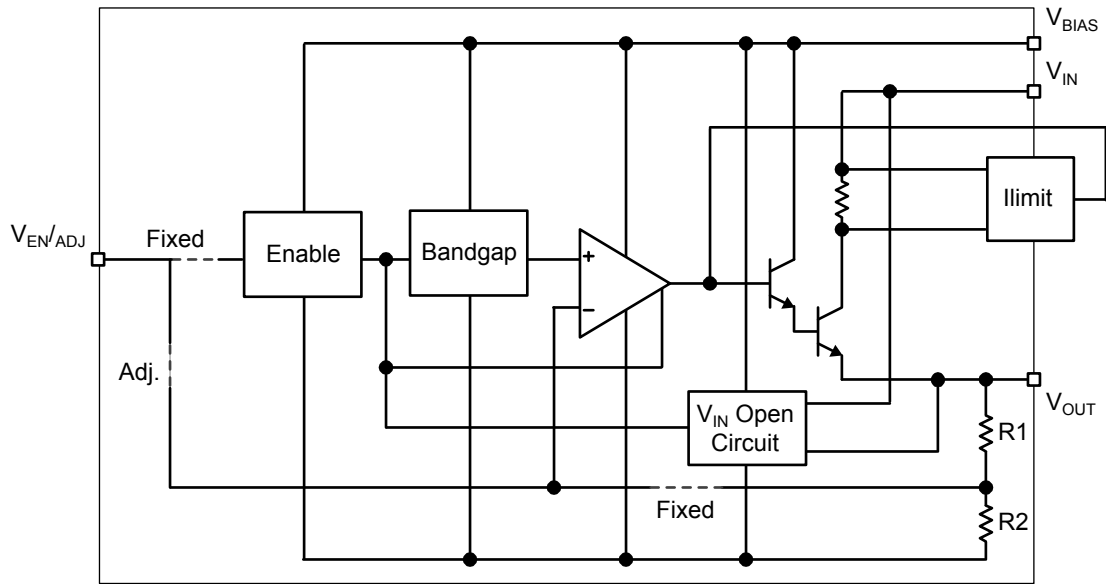 V_BIAS
V_IN
Ilimit
V_EN/ADJ
Fixed
Enable
Bandgap
+
−
Adj.
V_IN Open
Circuit
V_OUT
R1
Fixed
R2